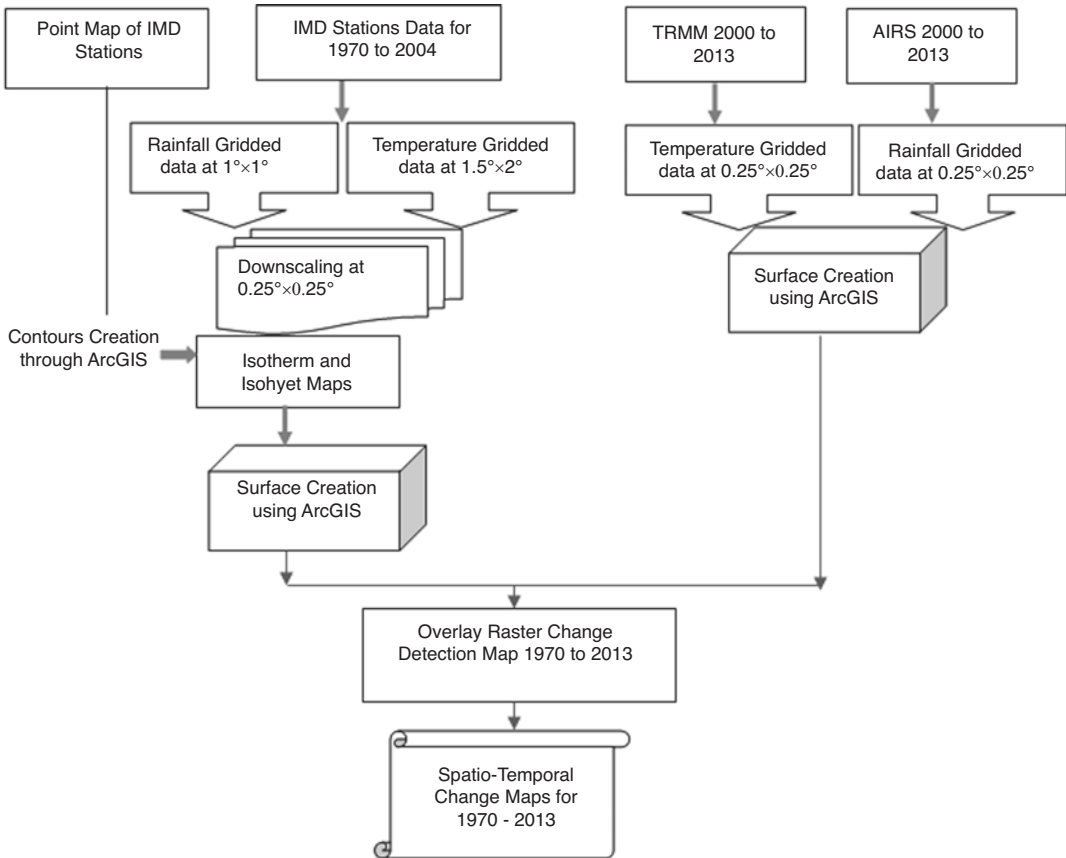 Point Map of IMD
Stations
IMD Stations Data for
1970 to 2004
TRMM 2000 to
2013
AIRS 2000 to
2013
Rainfall Gridded
data at 1°×1°
Temperature Gridded
data at 1.5°×2°
Temperature Gridded
data at 0.25°×0.25°
Rainfall Gridded
data at 0.25°×0.25°
Downscaling at
0.25°×0.25°
Surface Creation
using ArcGIS
Contours Creation
through ArcGIS
Isotherm and
Isohyet Maps
Surface Creation
using ArcGIS
Overlay Raster Change
Detection Map 1970 to 2013
Spatio-Temporal
Change Maps for
1970 - 2013